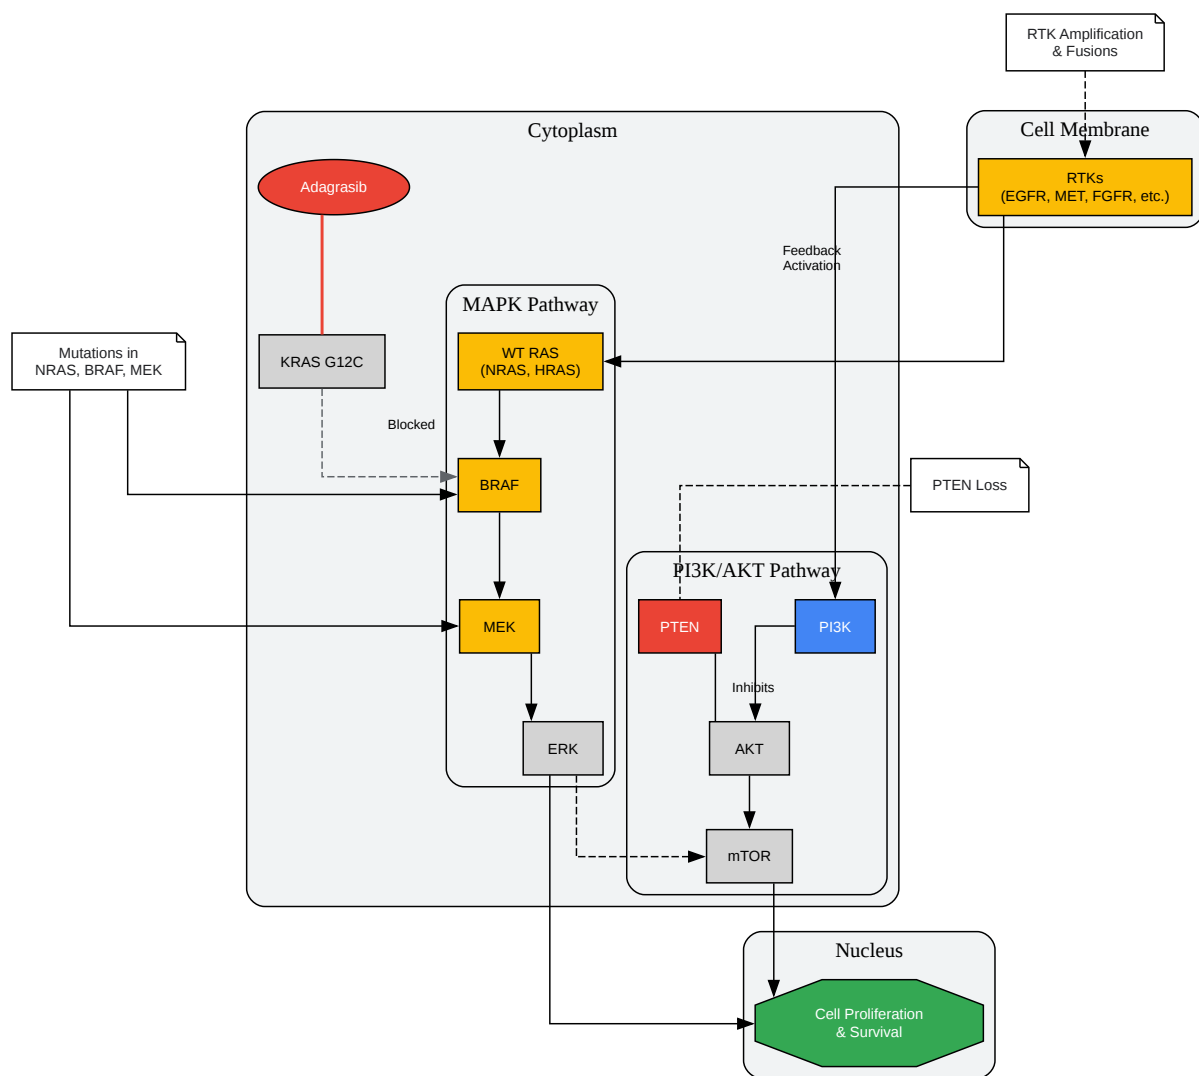 RTK Amplification
& Fusions
Cytoplasm
Cell Membrane
Adagrasib
RTKs
(EGFR, MET, FGFR, etc.)
Feedback
Activation
MAPK Pathway
Mutations in
NRAS, BRAF, MEK
KRAS G12C
WT RAS
(NRAS, HRAS)
Blocked
BRAF
PTEN Loss
PI3K/AKT Pathway
MEK
PTEN
PI3K
Inhibits
ERK
AKT
mTOR
Nucleus
Cell Proliferation
& Survival